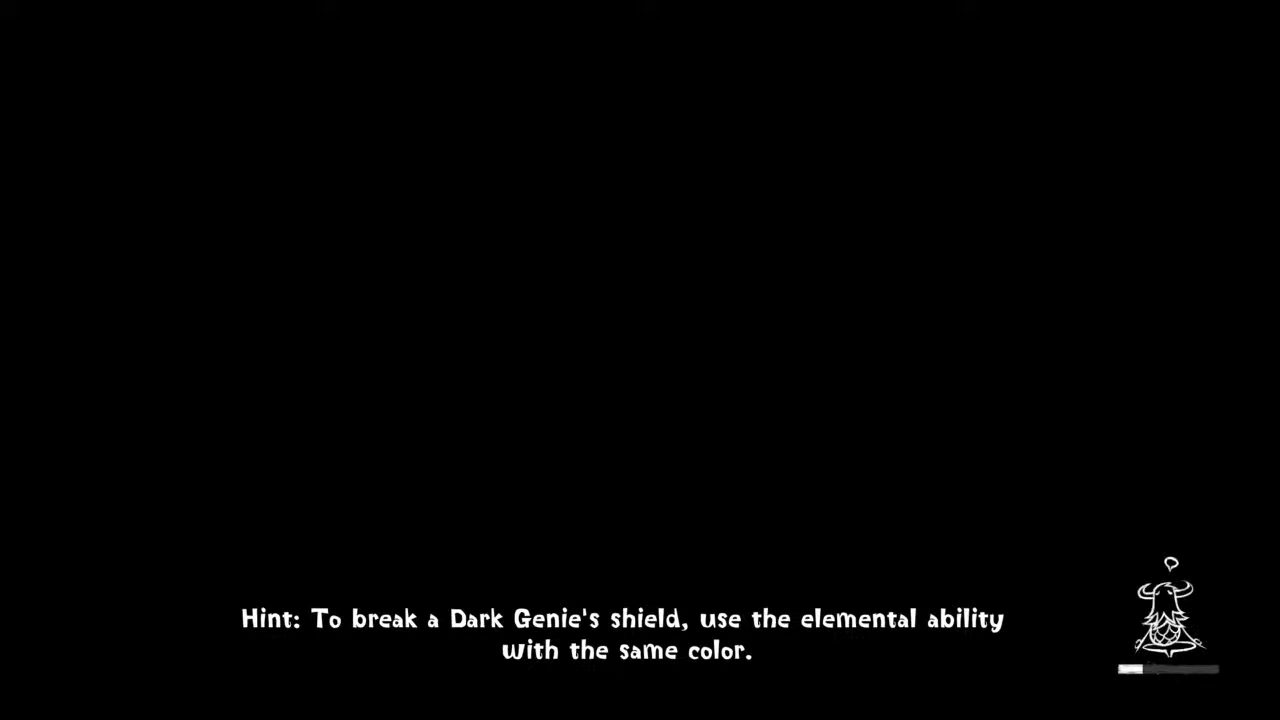 Hint: To break a Dark Genie's shield, use the elemental ability
with the same color.